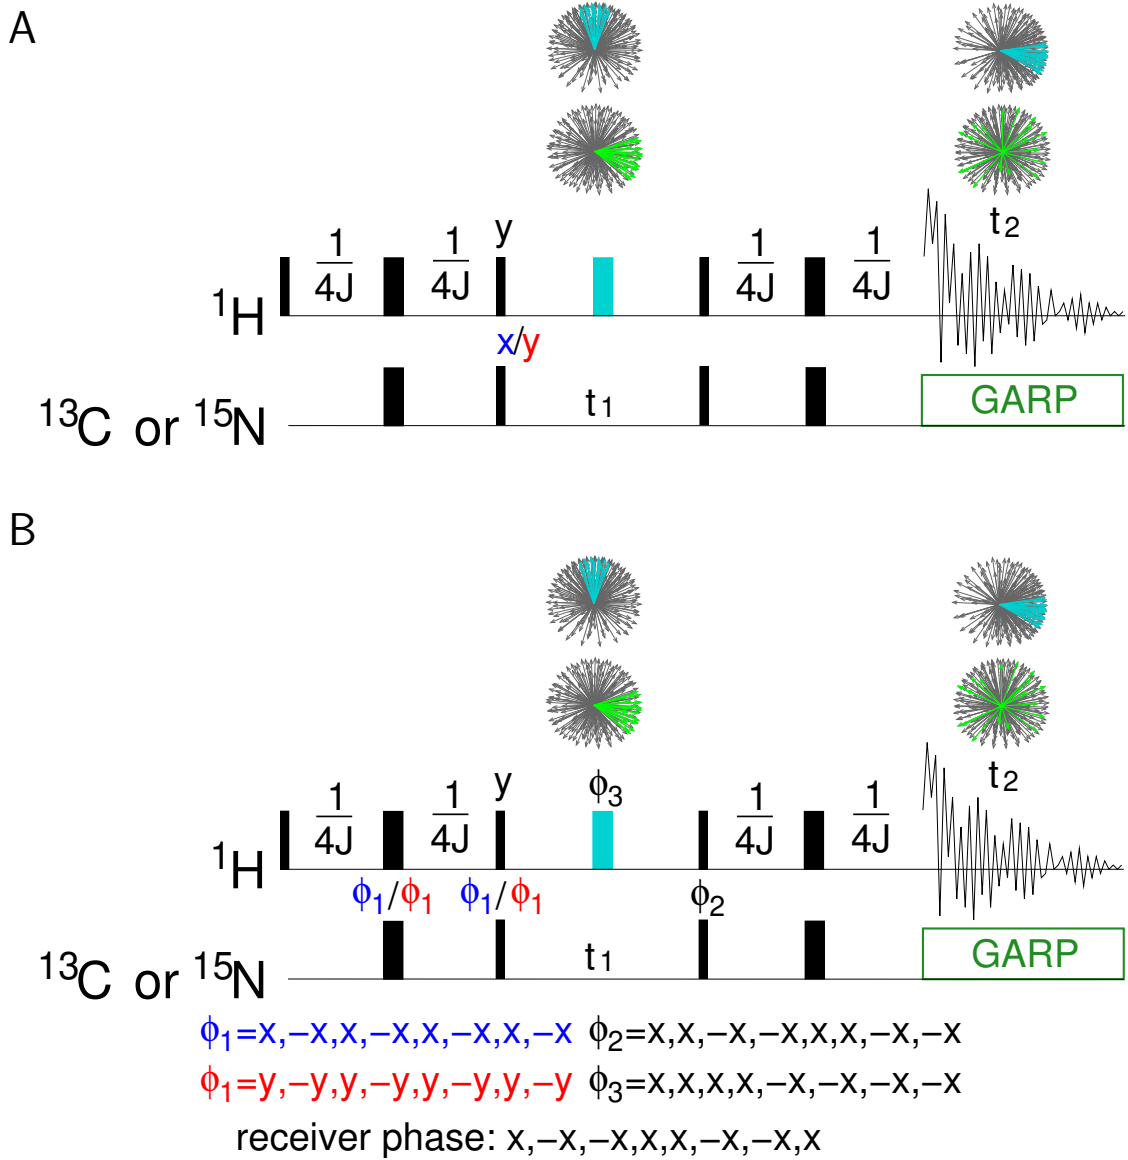 A
t2
1/4J 1/4J y 1/4J 1/4J
¹H
x/y
¹³C or ¹⁵N t1 GARP
B
y ϕ3 t2
1/4J 1/4J 1/4J 1/4J
¹H
ϕ1/ϕ1 ϕ1/ϕ1 ϕ2
¹³C or ¹⁵N t1 GARP
ϕ1=x,−x,x,−x,x,−x,x,−x ϕ2=x,x,−x,−x,x,x,−x,−x
ϕ1=y,−y,y,−y,y,−y,y,−y ϕ3=x,x,x,x,−x,−x,−x,−x
receiver phase: x,−x,−x,x,x,−x,−x,x